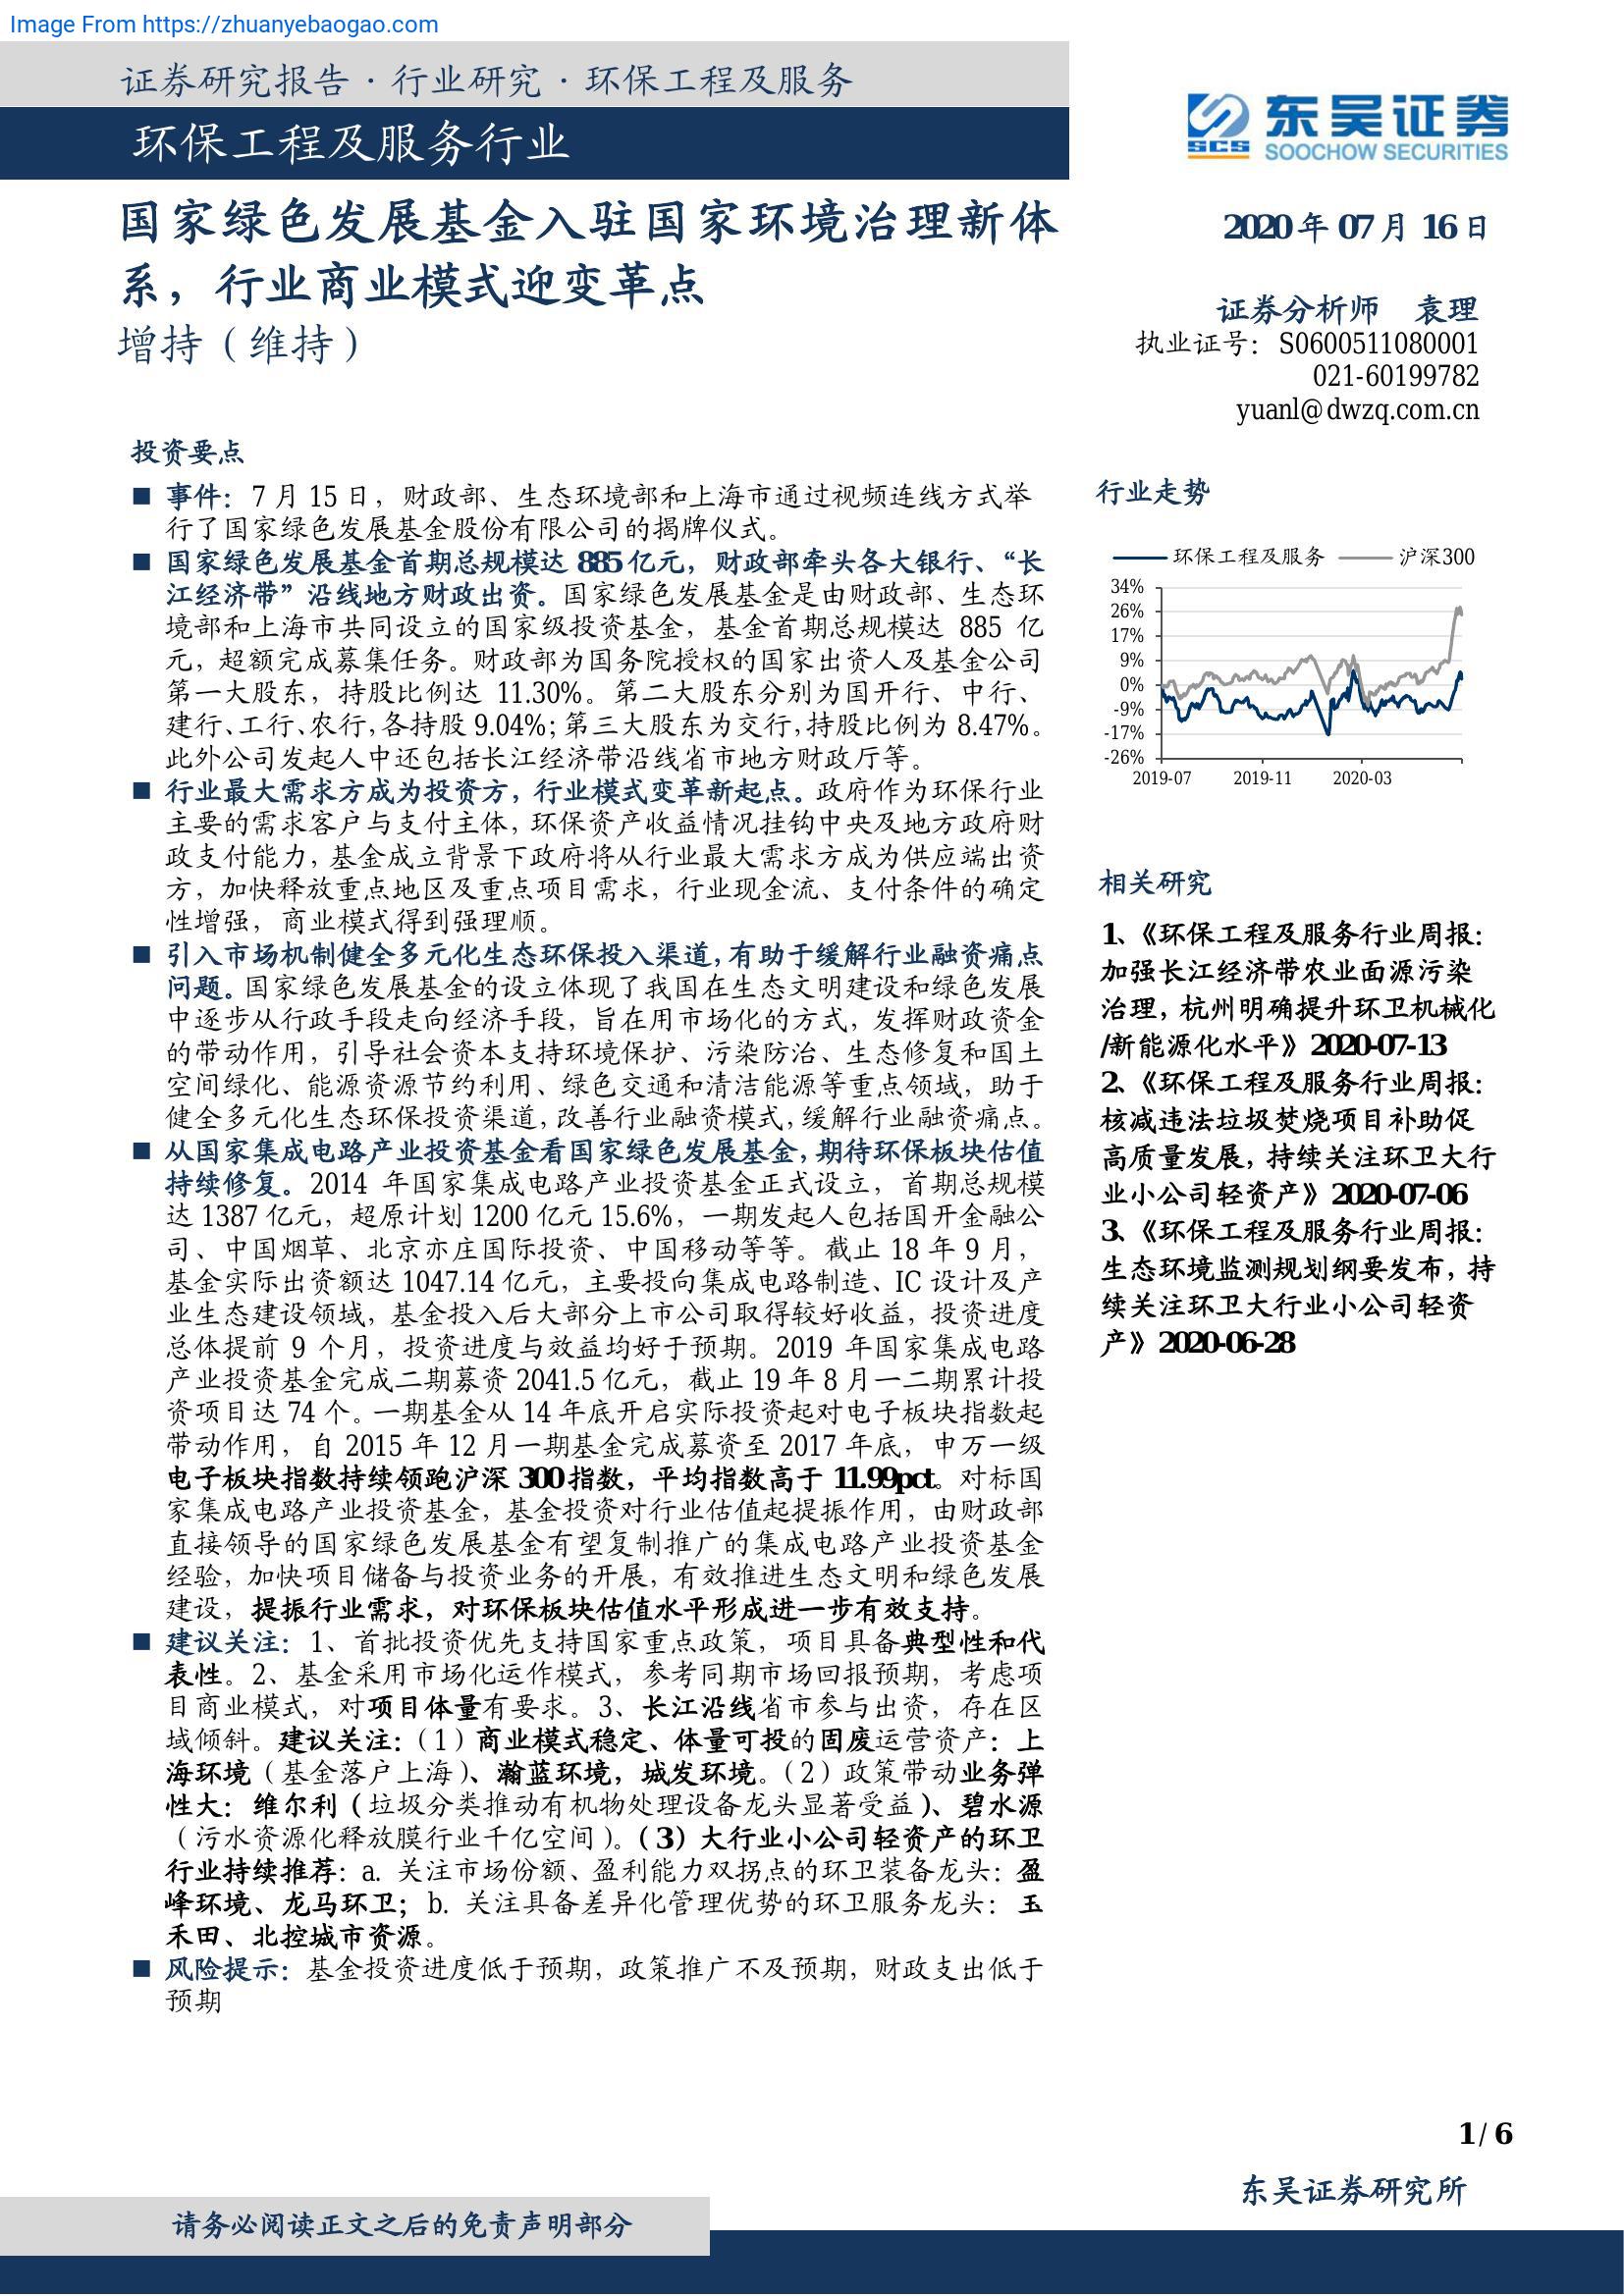 Image From https://zhuanyebaogao.com
证券研究报告 · 行业研究 · 环保工程及服务
环保工程及服务行业
东吴证券
SCS
SOOCHOW SECURITIES
国家绿色发展基金入驻国家环境治理新体
系，行业商业模式迎变革点
增持（维持）
2020 年 07 月 16 日
证券分析师 袁理
执业证号：S0600511080001
021-60199782
yuanl@dwzq.com.cn
投资要点
■ 事件：7 月 15 日，财政部、生态环境部和上海市通过视频连线方式举
行了国家绿色发展基金股份有限公司的揭牌仪式。
■ 国家绿色发展基金首期总规模达 885 亿元，财政部牵头各大银行、“长
江经济带”沿线地方财政出资。国家绿色发展基金是由财政部、生态环
境部和上海市共同设立的国家级投资基金，基金首期总规模达 885 亿
元，超额完成募集任务。财政部为国务院授权的国家出资人及基金公司
第一大股东，持股比例达 11.30%。第二大股东分别为国开行、中行、
建行、工行、农行，各持股 9.04%；第三大股东为交行，持股比例为 8.47%。
此外公司发起人中还包括长江经济带沿线省市地方财政厅等。
■ 行业最大需求方成为投资方，行业模式变革新起点。政府作为环保行业
主要的需求客户与支付主体，环保资产收益情况挂钩中央及地方政府财
政支付能力，基金成立背景下政府将从行业最大需求方成为供应端出资
方，加快释放重点地区及重点项目需求，行业现金流、支付条件的确定
性增强，商业模式得到强理顺。
■ 引入市场机制健全多元化生态环保投入渠道，有助于缓解行业融资痛点
问题。国家绿色发展基金的设立体现了我国在生态文明建设和绿色发展
中逐步从行政手段走向经济手段，旨在用市场化的方式，发挥财政资金
的带动作用，引导社会资本支持环境保护、污染防治、生态修复和国土
空间绿化、能源资源节约利用、绿色交通和清洁能源等重点领域，助于
健全多元化生态环保投资渠道，改善行业融资模式，缓解行业融资痛点。
■ 从国家集成电路产业投资基金看国家绿色发展基金，期待环保板块估值
持续修复。2014 年国家集成电路产业投资基金正式设立，首期总规模
达 1387 亿元，超原计划 1200 亿元 15.6%，一期发起人包括国开金融公
司、中国烟草、北京亦庄国际投资、中国移动等等。截止 18 年 9 月，
基金实际出资额达 1047.14 亿元，主要投向集成电路制造、IC 设计及产
业生态建设领域，基金投入后大部分上市公司取得较好收益，投资进度
总体提前 9 个月，投资进度与效益均好于预期。2019 年国家集成电路
产业投资基金完成二期募资 2041.5 亿元，截止 19 年 8 月一二期累计投
资项目达 74 个。一期基金从 14 年底开启实际投资起对电子板块指数起
带动作用，自 2015 年 12 月一期基金完成募资至 2017 年底，申万一级
电子板块指数持续领跑沪深 300 指数，平均指数高于 11.99pct。对标国
家集成电路产业投资基金，基金投资对行业估值起提振作用，由财政部
直接领导的国家绿色发展基金有望复制推广的集成电路产业投资基金
经验，加快项目储备与投资业务的开展，有效推进生态文明和绿色发展
建设，提振行业需求，对环保板块估值水平形成进一步有效支持。
■ 建议关注：1、首批投资优先支持国家重点政策，项目具备典型性和代
表性。2、基金采用市场化运作模式，参考同期市场回报预期，考虑项
目商业模式，对项目体量有要求。3、长江沿线省市参与出资，存在区
域倾斜。建议关注：（1）商业模式稳定、体量可投的固废运营资产：上
海环境（基金落户上海）、瀚蓝环境，城发环境。（2）政策带动业务弹
性大：维尔利（垃圾分类推动有机物处理设备龙头显著受益）、碧水源
（污水资源化释放膜行业千亿空间）。（3）大行业小公司轻资产的环卫
行业持续推荐：a. 关注市场份额、盈利能力双拐点的环卫装备龙头：盈
峰环境、龙马环卫；b. 关注具备差异化管理优势的环卫服务龙头：玉
禾田、北控城市资源。
■ 风险提示：基金投资进度低于预期，政策推广不及预期，财政支出低于
预期
行业走势
环保工程及服务 沪深300
34%
26%
17%
9%
0%
-9%
-17%
-26%
2019-07 2019-11 2020-03
相关研究
1、《环保工程及服务行业周报：
加强长江经济带农业面源污染
治理，杭州明确提升环卫机械化
/新能源化水平》2020-07-13
2、《环保工程及服务行业周报：
核减违法垃圾焚烧项目补助促
高质量发展，持续关注环卫大行
业小公司轻资产》2020-07-06
3、《环保工程及服务行业周报：
生态环境监测规划纲要发布，持
续关注环卫大行业小公司轻资
产》2020-06-28
1 / 6
东吴证券研究所
请务必阅读正文之后的免责声明部分